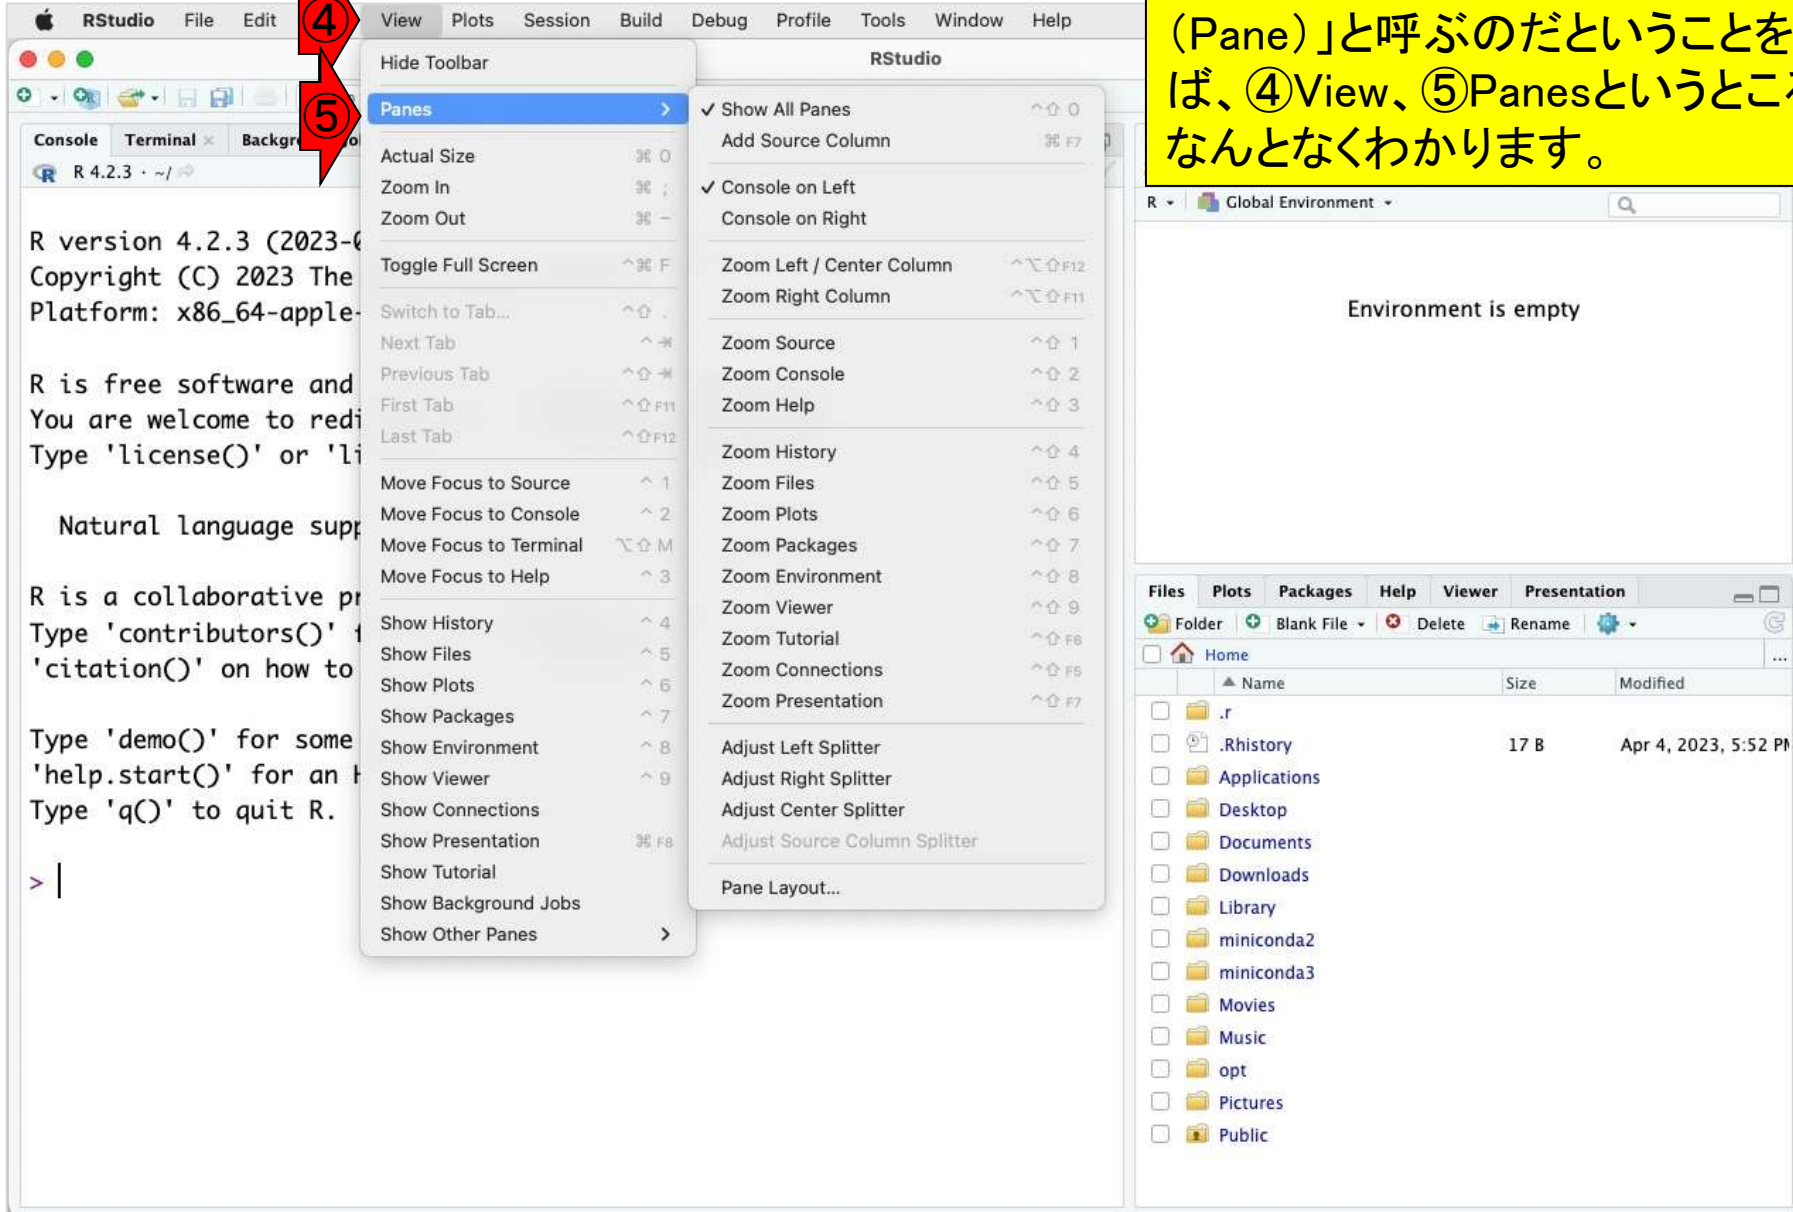 RStudio File Edit View Plots Session Build Debug Profile Tools Window Help
④
⑤
(Pane)」と呼ぶのだということを
ば、④View、⑤Panesというところ
なんとなくわかります。
RStudio
Console Terminal
R 4.2.3 · ~/
R version 4.2.3 (2023-0
Copyright (C) 2023 The
Platform: x86_64-apple-
R is free software and
You are welcome to redi
Type 'license()' or 'li
Natural language supp
R is a collaborative pr
Type 'contributors()' f
'citation()' on how to
Type 'demo()' for some
'help.start()' for an H
Type 'q()' to quit R.
>
Hide Toolbar
Panes >
Actual Size ⌘ 0
Zoom In ⌘ ;
Zoom Out ⌘ −
Toggle Full Screen ^⌘ F
Switch to Tab... ^⇧ .
Next Tab ^ ⇥
Previous Tab ^⇧ ⇥
First Tab ^⇧F11
Last Tab ^⇧F12
Move Focus to Source ^ 1
Move Focus to Console ^ 2
Move Focus to Terminal ⌥⇧ M
Move Focus to Help ^ 3
Show History ^ 4
Show Files ^ 5
Show Plots ^ 6
Show Packages ^ 7
Show Environment ^ 8
Show Viewer ^ 9
Show Connections
Show Presentation ⌘ F8
Show Tutorial
Show Background Jobs
Show Other Panes >
✓ Show All Panes ^⇧ 0
Add Source Column ⌘ F7
✓ Console on Left
Console on Right
Zoom Left / Center Column ^⌥⇧F12
Zoom Right Column ^⌥⇧F11
Zoom Source ^⇧ 1
Zoom Console ^⇧ 2
Zoom Help ^⇧ 3
Zoom History ^⇧ 4
Zoom Files ^⇧ 5
Zoom Plots ^⇧ 6
Zoom Packages ^⇧ 7
Zoom Environment ^⇧ 8
Zoom Viewer ^⇧ 9
Zoom Tutorial ^⇧ F6
Zoom Connections ^⇧ F5
Zoom Presentation ^⇧ F7
Adjust Left Splitter
Adjust Right Splitter
Adjust Center Splitter
Adjust Source Column Splitter
Pane Layout...
R Global Environment
Environment is empty
Files Plots Packages Help Viewer Presentation
Folder Blank File Delete Rename
Home ...
Name Size Modified
.r
.Rhistory 17 B Apr 4, 2023, 5:52 PM
Applications
Desktop
Documents
Downloads
Library
miniconda2
miniconda3
Movies
Music
opt
Pictures
Public